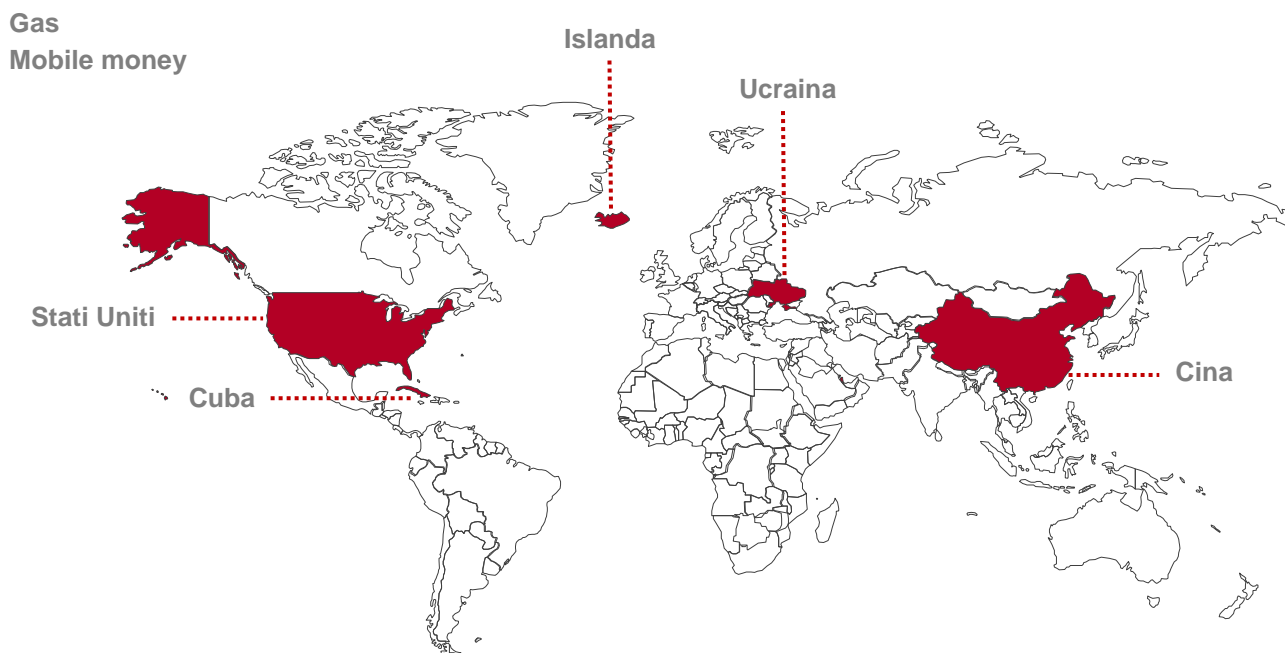 Gas
Mobile money
Islanda
Ucraina
Stati Uniti
Cuba
Cina